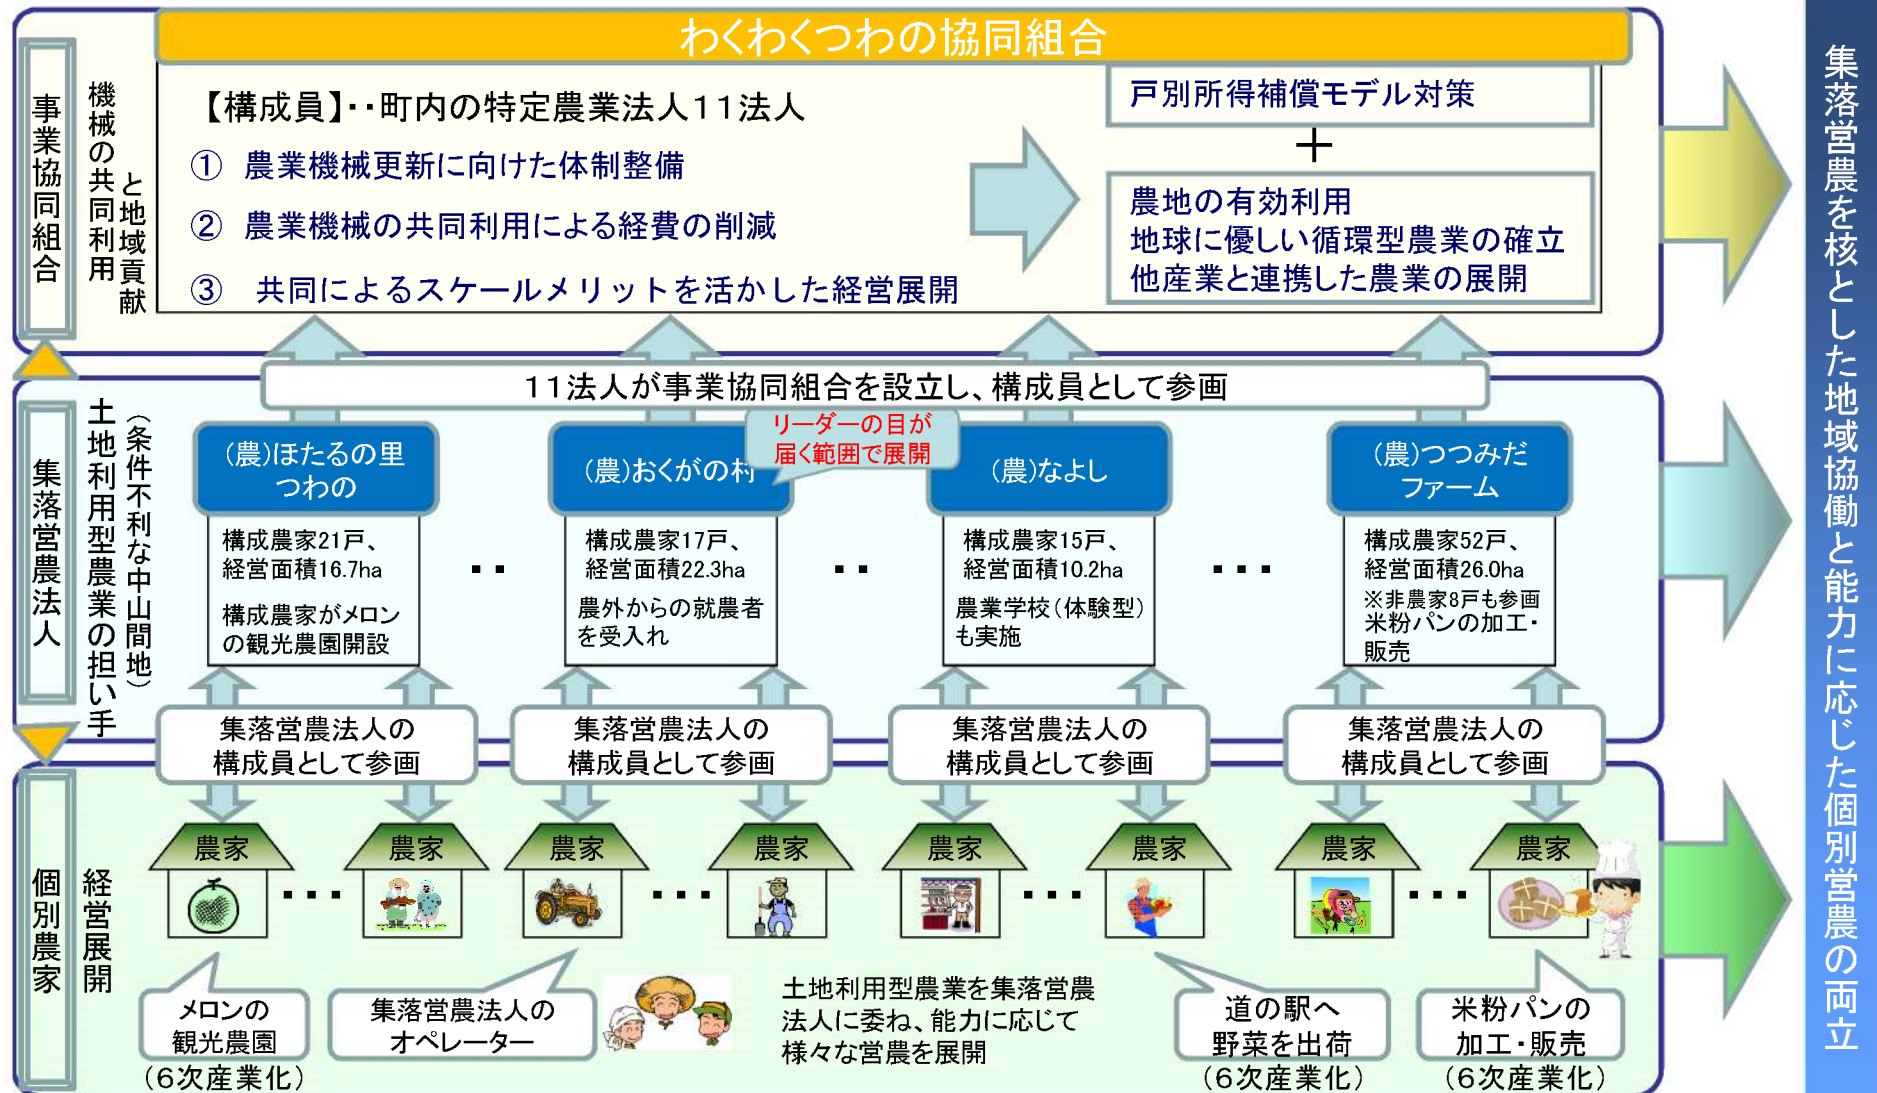 わくわくつわの協同組合
事業協同組合
機械の共同利用
と地域貢献
【構成員】・・町内の特定農業法人11法人
① 農業機械更新に向けた体制整備
② 農業機械の共同利用による経費の削減
③ 共同によるスケールメリットを活かした経営展開
戸別所得補償モデル対策
＋
農地の有効利用
地球に優しい循環型農業の確立
他産業と連携した農業の展開
11法人が事業協同組合を設立し、構成員として参画
集落営農法人
(条件不利な中山間地)
土地利用型農業の担い手
(農)ほたるの里
つわの
構成農家21戸、
経営面積16.7ha
構成農家がメロン
の観光農園開設
・・
(農)おくがの村
リーダーの目が
届く範囲で展開
構成農家17戸、
経営面積22.3ha
農外からの就農者
を受入れ
・・
(農)なよし
構成農家15戸、
経営面積10.2ha
農業学校(体験型)
も実施
・・・
(農)つつみだ
ファーム
構成農家52戸、
経営面積26.0ha
※非農家8戸も参画
米粉パンの加工・
販売
集落営農法人の
構成員として参画
集落営農法人の
構成員として参画
集落営農法人の
構成員として参画
集落営農法人の
構成員として参画
個別農家
経営展開
農家
・・・
農家
農家
・・・
農家
農家
・・・
農家
農家
・・・
農家
メロンの
観光農園
(6次産業化)
集落営農法人の
オペレーター
土地利用型農業を集落営農
法人に委ね、能力に応じて
様々な営農を展開
道の駅へ
野菜を出荷
(6次産業化)
米粉パンの
加工・販売
(6次産業化)
集落営農を核とした地域協働と能力に応じた個別営農の両立